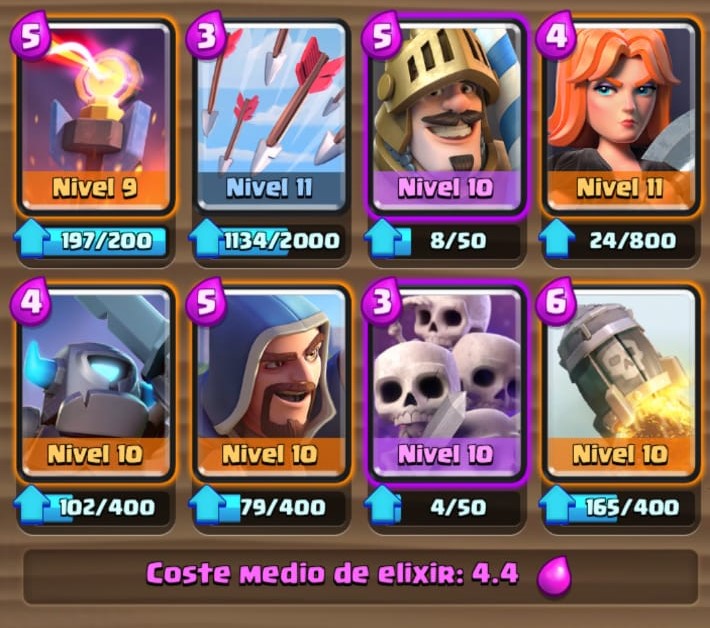 5 3 5 4
Nivel 9 Nivel 11 Nivel 10 Nivel 11
197/200 1134/2000 8/50 24/800
4 5 3 6
Nivel 10 Nivel 10 Nivel 10 Nivel 10
102/400 79/400 4/50 165/400
Coste medio de elixir: 4.4